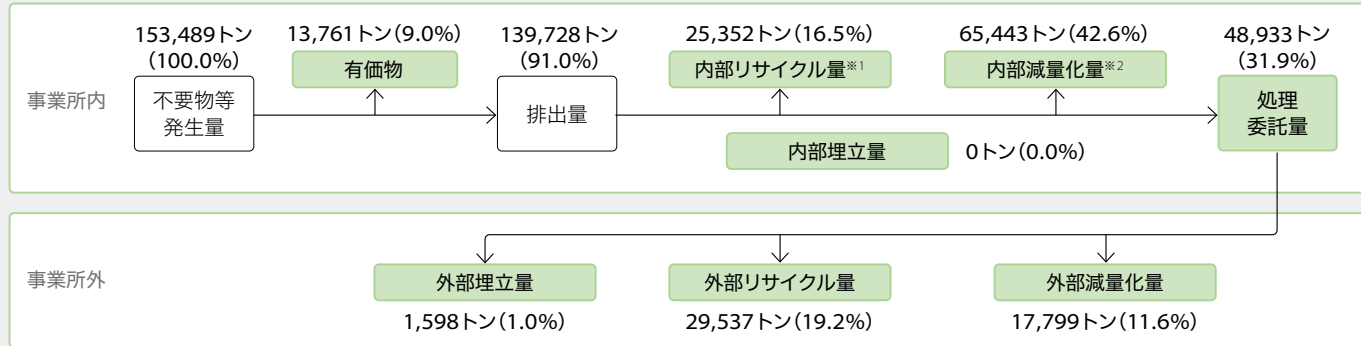 153,489トン
(100.0%)
13,761トン(9.0%)
139,728トン
(91.0%)
25,352トン(16.5%)
65,443トン(42.6%)
48,933トン
(31.9%)
事業所内
不要物等
発生量
有価物
排出量
内部リサイクル量※1
内部減量化量※2
処理
委託量
内部埋立量
0トン(0.0%)
事業所外
外部埋立量
外部リサイクル量
外部減量化量
1,598トン(1.0%)
29,537トン(19.2%)
17,799トン(11.6%)